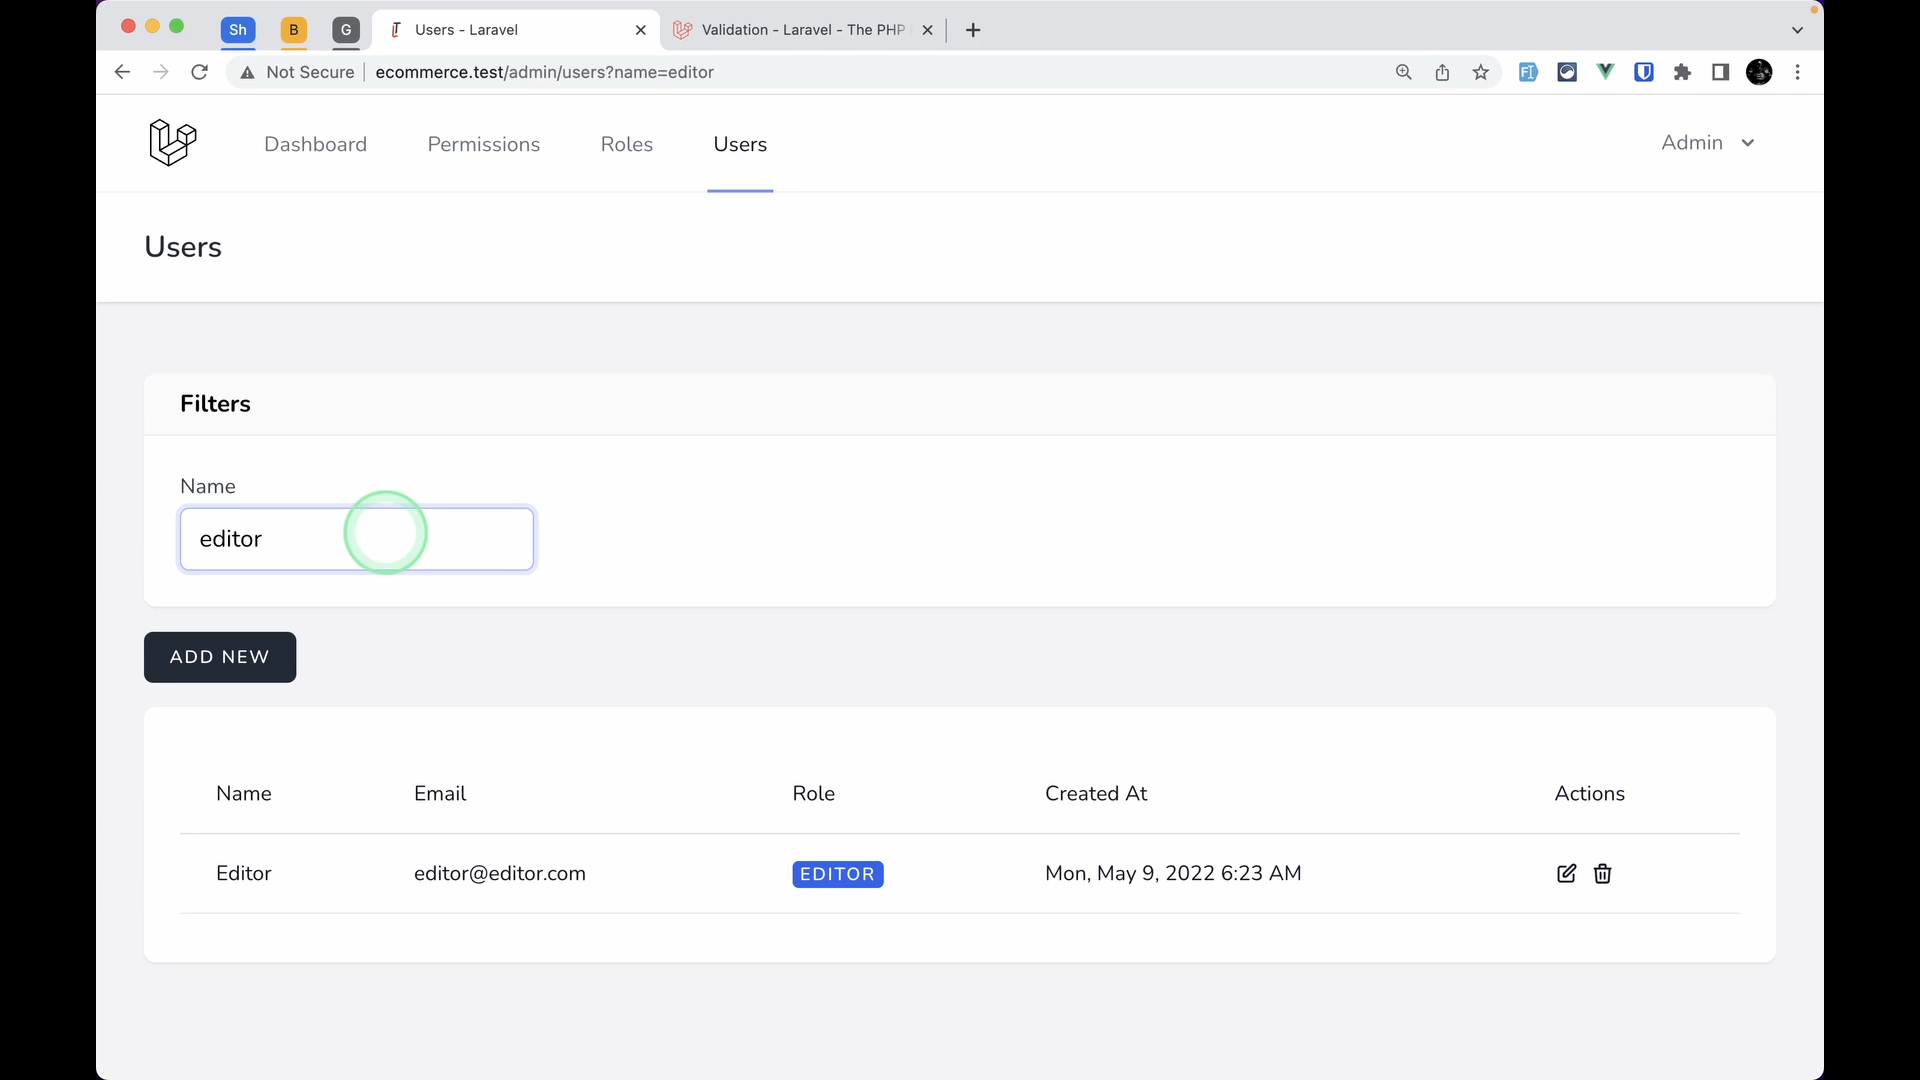 Sh B G Users - Laravel Validation - Laravel - The PHP
Not Secure ecommerce.test/admin/users?name=editor
Dashboard Permissions Roles Users Admin
Users
Filters
Name
editor
ADD NEW
Name Email Role Created At Actions
Editor editor@editor.com EDITOR Mon, May 9, 2022 6:23 AM